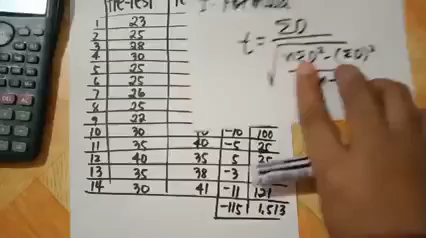 Pre-Test
1 23
t = ΣD
2 25
3 28
4 30
5 25
6 25
7 26
8 25
9 22
10 30 -10 100
11 35 40 -5 25
12 40 35 5 25
13 35 38 -3
14 30 41 -11 121
-115 1,513